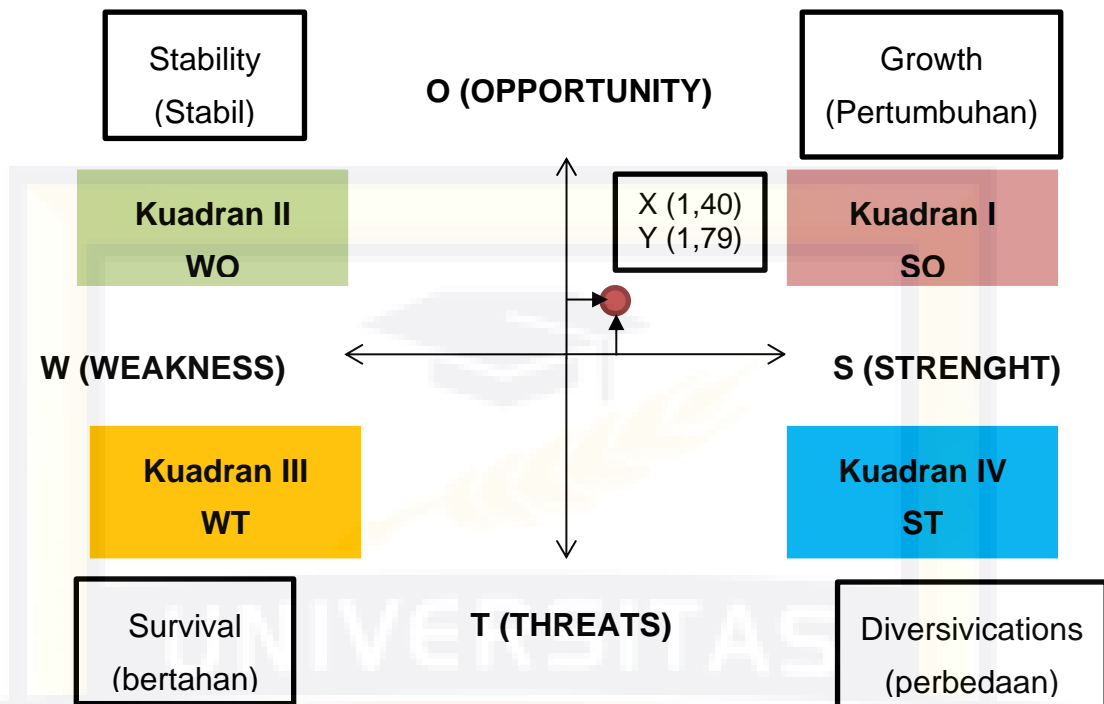 Stability
(Stabil)
O (OPPORTUNITY)
Growth
(Pertumbuhan)
Kuadran II
WO
X (1,40)
Y (1,79)
Kuadran I
SO
W (WEAKNESS)
S (STRENGHT)
Kuadran III
WT
Kuadran IV
ST
Survival
(bertahan)
T (THREATS)
Diversivications
(perbedaan)
UNIVERSITAS